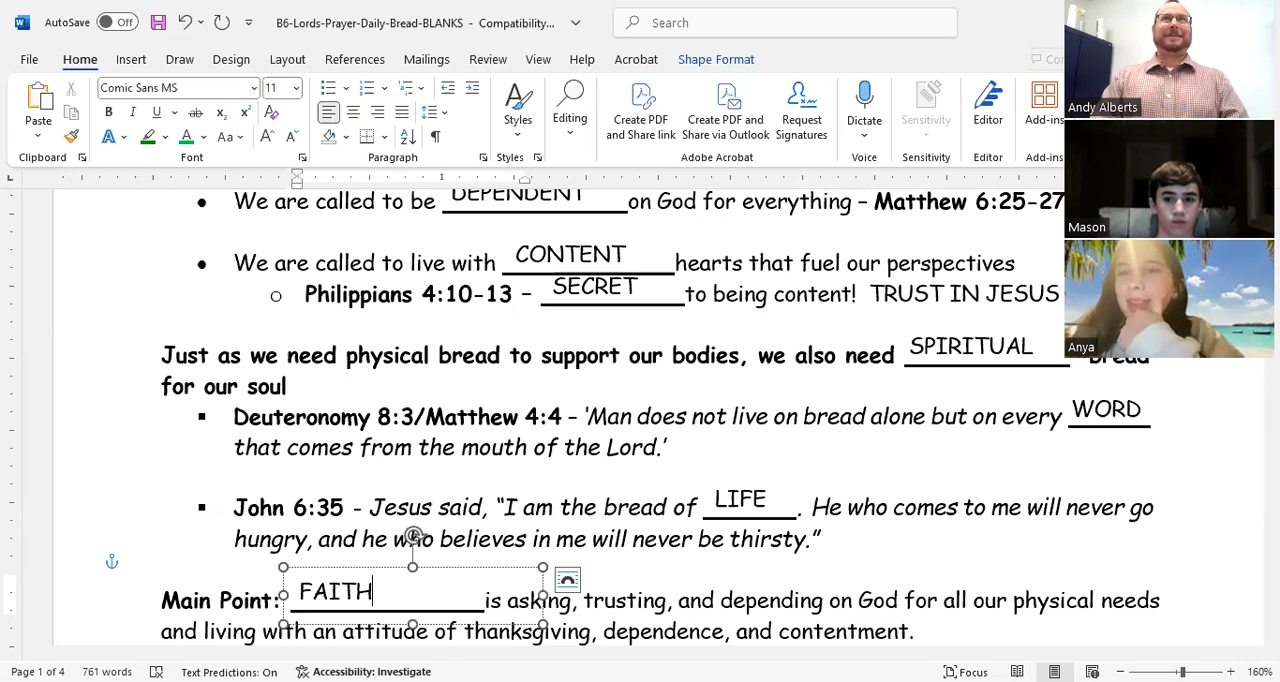 AutoSave Off B6-Lords-Prayer-Daily-Bread-BLANKS - Compatibility... Search
File Home Insert Draw Design Layout References Mailings Review View Help Acrobat Shape Format
Comic Sans MS 11
Paste Styles Editing Create PDF and Share link Create PDF and Share via Outlook Request Signatures Dictate Sensitivity Editor Add-ins
Clipboard Font Paragraph Styles Adobe Acrobat Voice Sensitivity Editor Add-ins
Andy Alberts
Mason
Anya
1
• We are called to be DEPENDENT on God for everything – Matthew 6:25-27
• We are called to live with CONTENT hearts that fuel our perspectives
o Philippians 4:10-13 – SECRET to being content! TRUST IN JESUS
Just as we need physical bread to support our bodies, we also need SPIRITUAL bread
for our soul
▪ Deuteronomy 8:3/Matthew 4:4 – 'Man does not live on bread alone but on every WORD
that comes from the mouth of the Lord.'
▪ John 6:35 - Jesus said, "I am the bread of LIFE. He who comes to me will never go
hungry, and he who believes in me will never be thirsty."
Main Point: FAITH is asking, trusting, and depending on God for all our physical needs
and living with an attitude of thanksgiving, dependence, and contentment.
Page 1 of 4 761 words Text Predictions: On Accessibility: Investigate Focus 160%